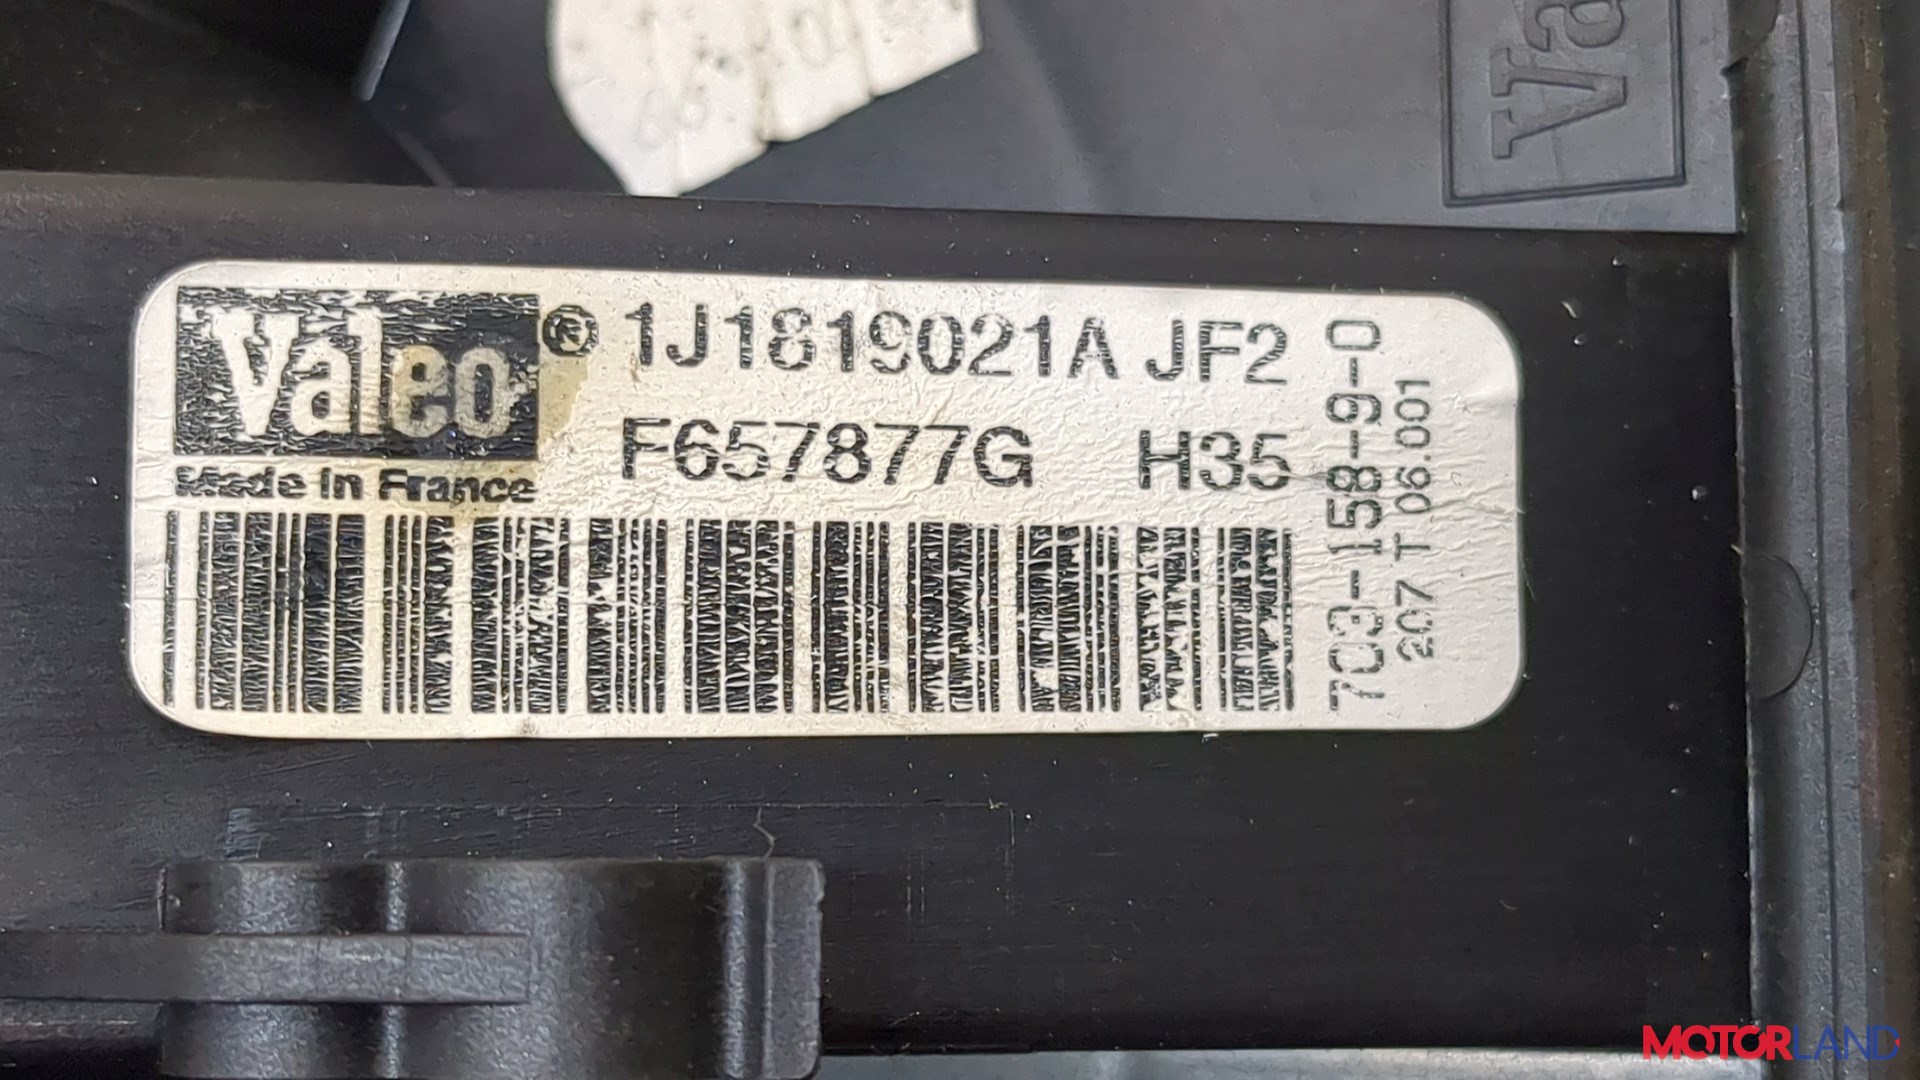 Va
Valeo®
Made in France
1J1819021A JF2
F657877G H35
703-158-9-0
207 T 06.001
MOTORLAND